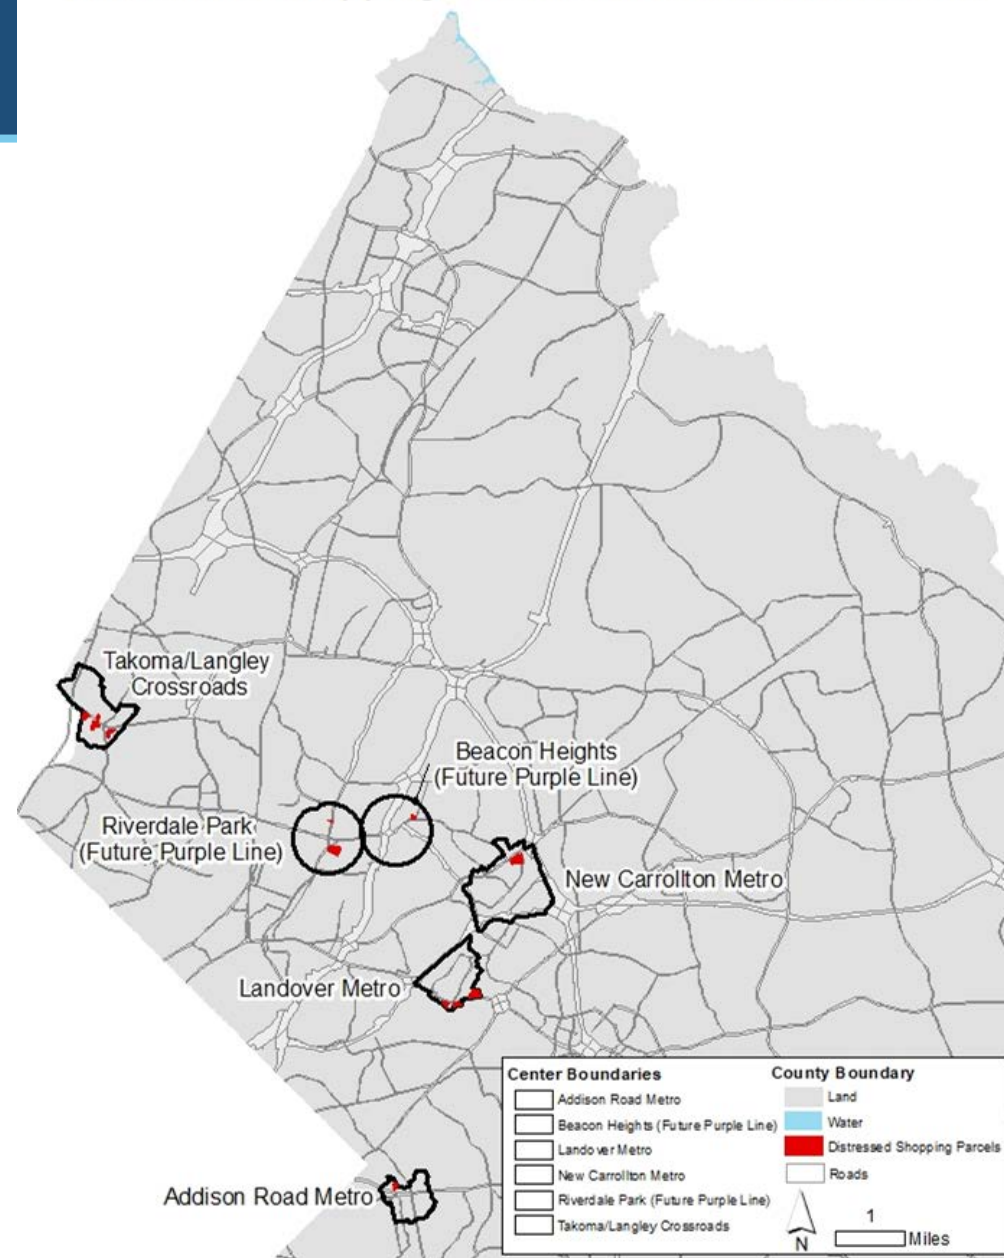 Takoma/Langley
Crossroads
Beacon Heights
(Future Purple Line)
Riverdale Park
(Future Purple Line)
New Carrollton Metro
Landover Metro
Addison Road Metro
Center Boundaries
Addison Road Metro
Beacon Heights (Future Purple Line)
Landover Metro
New Carrollton Metro
Riverdale Park (Future Purple Line)
Takoma/Langley Crossroads
County Boundary
Land
Water
Distressed Shopping Parcels
Roads
N
1
Miles